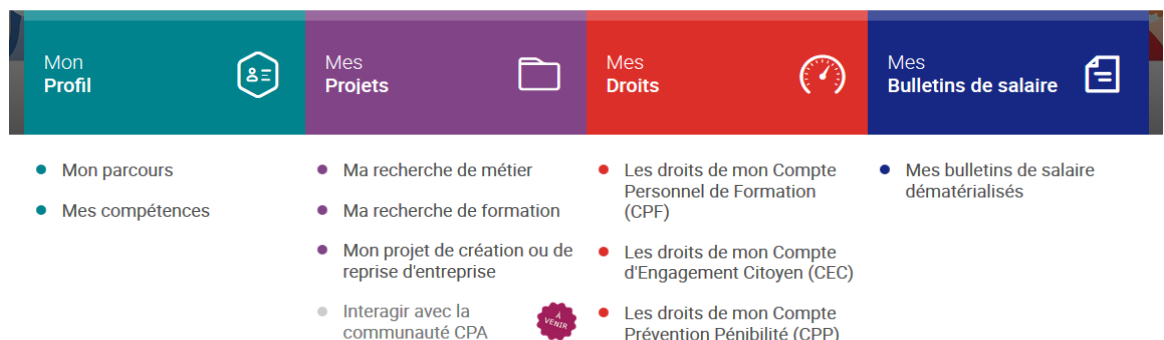 Mon
Profil
Mes
Projets
Mes
Droits
Mes
Bulletins de salaire
Mon parcours
Mes compétences
Ma recherche de métier
Ma recherche de formation
Mon projet de création ou de
reprise d'entreprise
Interagir avec la
communauté CPA
À
VENIR
Les droits de mon Compte
Personnel de Formation
(CPF)
Les droits de mon Compte
d'Engagement Citoyen (CEC)
Les droits de mon Compte
Prévention Pénibilité (CPP)
Mes bulletins de salaire
dématérialisés